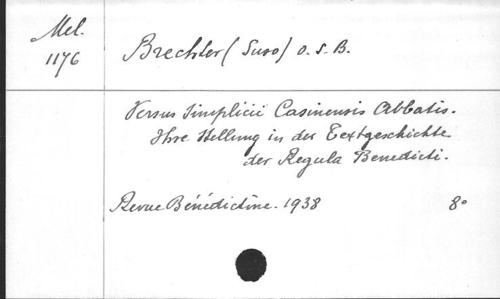 Mel.
1176
Brechter (Suso) O. S. B.
Versus Simplicii Casinensis Abbatis.
Ihre Stellung in der Textgeschichte
der Regula Benedicti.
Revue Bénédictine. 1938 8°